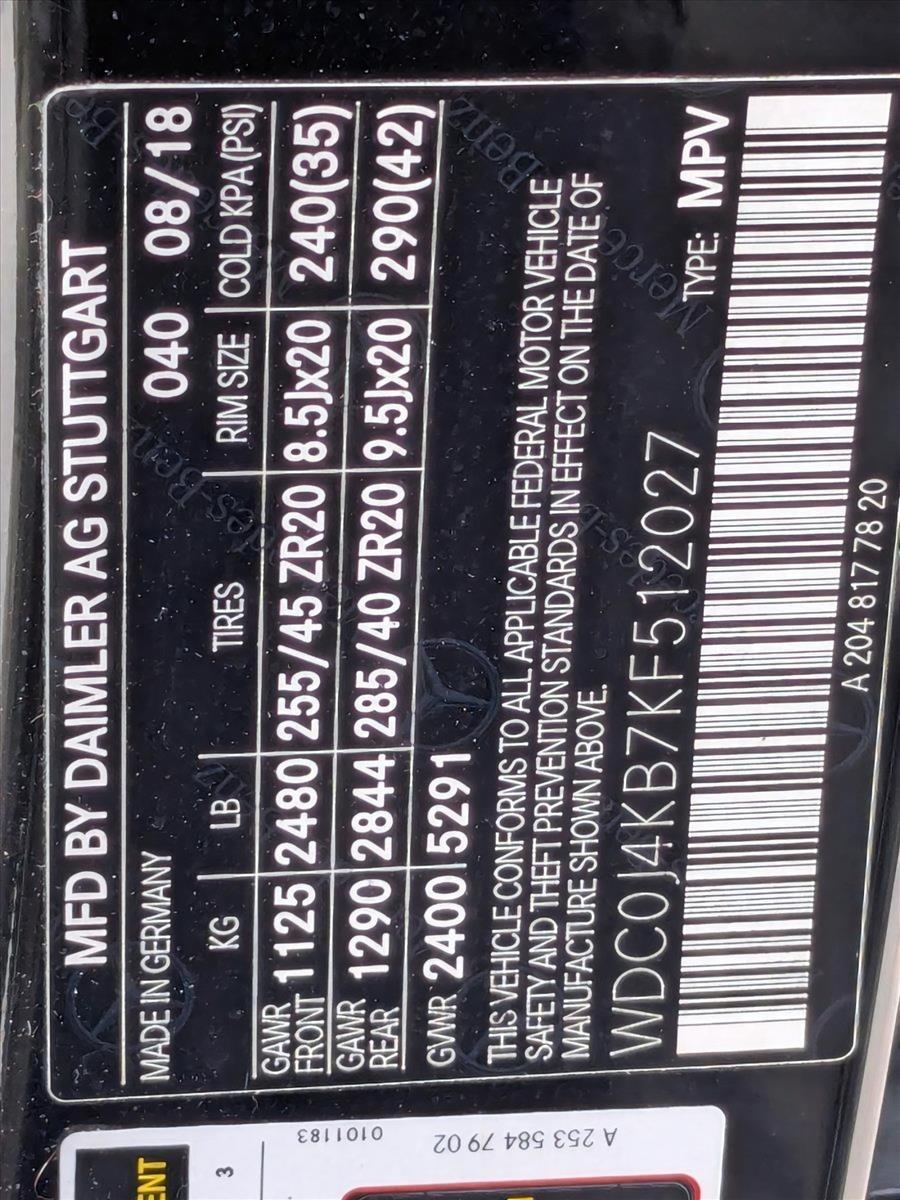 MFD BY DAIMLER AG STUTTGART
MADE IN GERMANY 040 08/18
KG LB TIRES RIM SIZE COLD KPA(PSI)
GAWR FRONT 1125 2480 255/45 ZR20 8.5Jx20 240(35)
GAWR REAR 1290 2844 285/40 ZR20 9.5Jx20 290(42)
GVWR 2400 5291
THIS VEHICLE CONFORMS TO ALL APPLICABLE FEDERAL MOTOR VEHICLE
SAFETY AND THEFT PREVENTION STANDARDS IN EFFECT ON THE DATE OF
MANUFACTURE SHOWN ABOVE.
WDC0J4KB7KF512027 TYPE: MPV
A 204 817 78 20
A 253 584 79 02
0101183
3
ENT